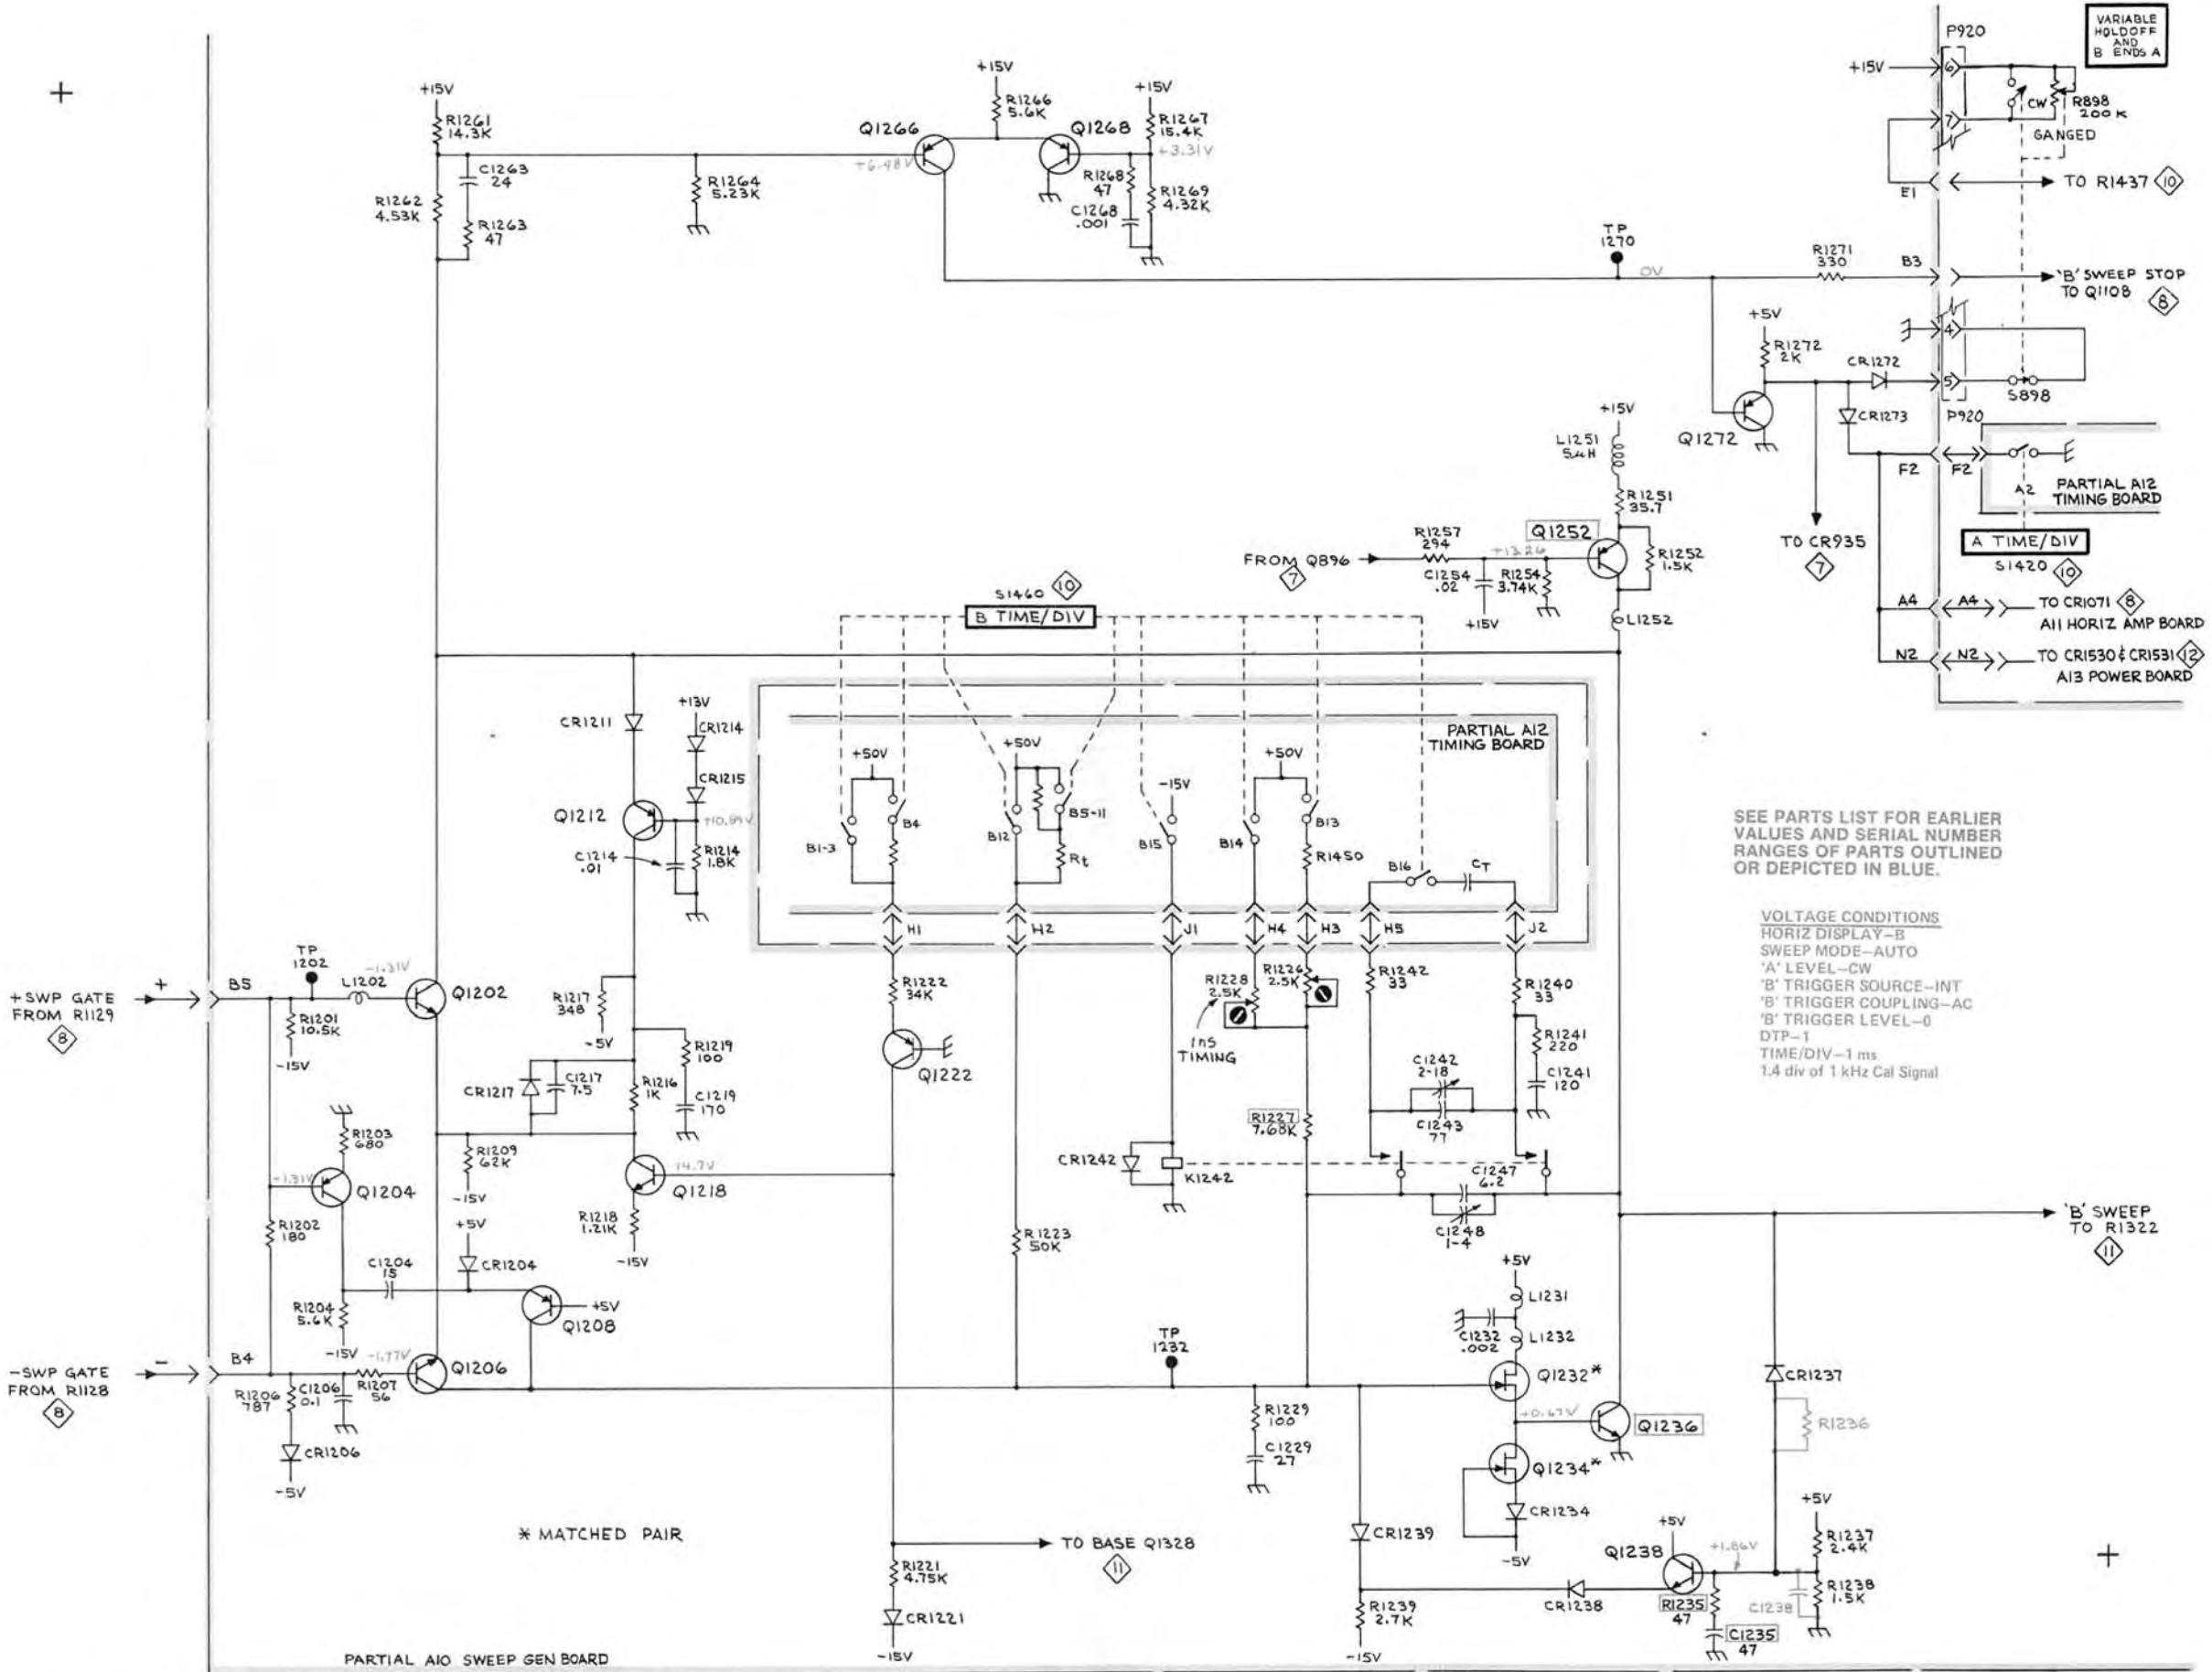 VARIABLE
HOLDOFF
AND
B ENDS A
P920
+15V
6
7
CW
R898
200 K
GANGED
E1
TO R1437 10
+15V
R1261
14.3K
C1263
24
R1262
4.53K
R1263
47
R1264
5.23K
+15V
R1266
5.6K
Q1266
+6.48V
Q1268
+15V
R1267
15.4K
+3.31V
R1268
47
C1268
.001
R1269
4.32K
TP
1270
0V
R1271
330
B3
'B' SWEEP STOP
TO Q1108
8
+5V
R1272
2K
CR1272
4
5
S898
P920
CR1273
Q1272
F2
F2
A2
PARTIAL A12
TIMING BOARD
A TIME/DIV
S1420 10
TO CR935
7
A4
A4
TO CR1071 8
A11 HORIZ AMP BOARD
N2
N2
TO CR1530 & CR1531 12
A13 POWER BOARD
+15V
L1251
5µH
R1251
35.7
Q1252
R1252
1.5K
L1252
FROM Q896
7
R1257
294
+13.26
C1254
.02
R1254
3.74K
+15V
S1460 10
B TIME/DIV
CR1211
+13V
CR1214
CR1215
Q1212
+10.89V
C1214
.01
R1214
1.8K
PARTIAL A12
TIMING BOARD
+50V
B4
B1-3
+50V
B12
B5-11
Rt
-15V
B15
+50V
B14
B13
R1450
B16
CT
H1
H2
J1
H4
H3
H5
J2
SEE PARTS LIST FOR EARLIER
VALUES AND SERIAL NUMBER
RANGES OF PARTS OUTLINED
OR DEPICTED IN BLUE.
VOLTAGE CONDITIONS
HORIZ DISPLAY-B
SWEEP MODE-AUTO
'A' LEVEL-CW
'B' TRIGGER SOURCE-INT
'B' TRIGGER COUPLING-AC
'B' TRIGGER LEVEL-0
DTP-1
TIME/DIV-1 ms
1.4 div of 1 kHz Cal Signal
+SWP GATE
FROM R1129
8
+
B5
TP
1202
L1202
-1.31V
Q1202
R1201
10.5K
-15V
R1217
348
-5V
R1219
100
C1219
170
CR1217
C1217
7.5
R1216
1K
R1203
680
-1.31V
Q1204
R1209
62K
-15V
14.7V
Q1218
R1218
1.21K
-15V
R1202
180
+5V
CR1204
C1204
15
R1204
5.6K
-15V
+5V
Q1208
-SWP GATE
FROM R1128
8
-
B4
R1206
787
C1206
0.1
R1207
56
-1.77V
Q1206
CR1206
-5V
R1222
34K
Q1222
R1223
50K
R1228
2.5K
1nS
TIMING
R1226
2.5K
R1227
7.68K
R1242
33
R1240
33
R1241
220
C1241
120
C1242
2-18
C1243
77
CR1242
K1242
C1247
6.2
C1248
1-4
'B' SWEEP
TO R1322
11
+5V
L1231
C1232
.002
L1232
TP
1232
Q1232*
+0.67V
Q1236
Q1234*
CR1234
-5V
R1229
100
C1229
27
CR1237
R1236
+5V
R1237
2.4K
R1238
1.5K
C1238
+5V
Q1238
+1.86V
CR1238
R1235
47
C1235
47
CR1239
R1239
2.7K
-15V
* MATCHED PAIR
TO BASE Q1328
11
R1221
4.75K
CR1221
-15V
PARTIAL A10 SWEEP GEN BOARD